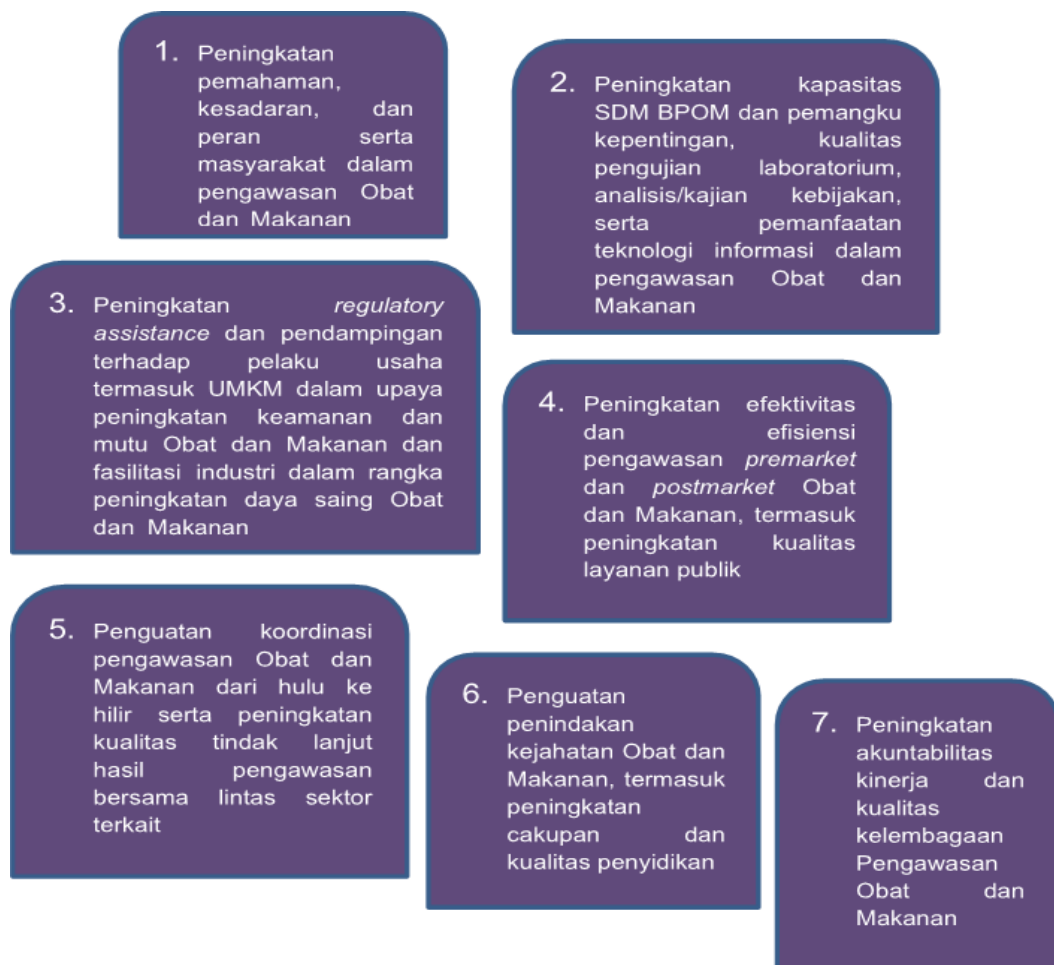 1. Peningkatan
pemahaman,
kesadaran, dan
peran serta
masyarakat dalam
pengawasan Obat
dan Makanan
2. Peningkatan kapasitas
SDM BPOM dan pemangku
kepentingan, kualitas
pengujian laboratorium,
analisis/kajian kebijakan,
serta pemanfaatan
teknologi informasi dalam
pengawasan Obat dan
Makanan
3. Peningkatan regulatory
assistance dan pendampingan
terhadap pelaku usaha
termasuk UMKM dalam upaya
peningkatan keamanan dan
mutu Obat dan Makanan dan
fasilitasi industri dalam rangka
peningkatan daya saing Obat
dan Makanan
4. Peningkatan efektivitas
dan efisiensi
pengawasan premarket
dan postmarket Obat
dan Makanan, termasuk
peningkatan kualitas
layanan publik
5. Penguatan koordinasi
pengawasan Obat dan
Makanan dari hulu ke
hilir serta peningkatan
kualitas tindak lanjut
hasil pengawasan
bersama lintas sektor
terkait
6. Penguatan
penindakan
kejahatan Obat dan
Makanan, termasuk
peningkatan
cakupan dan
kualitas penyidikan
7. Peningkatan
akuntabilitas
kinerja dan
kualitas
kelembagaan
Pengawasan
Obat dan
Makanan